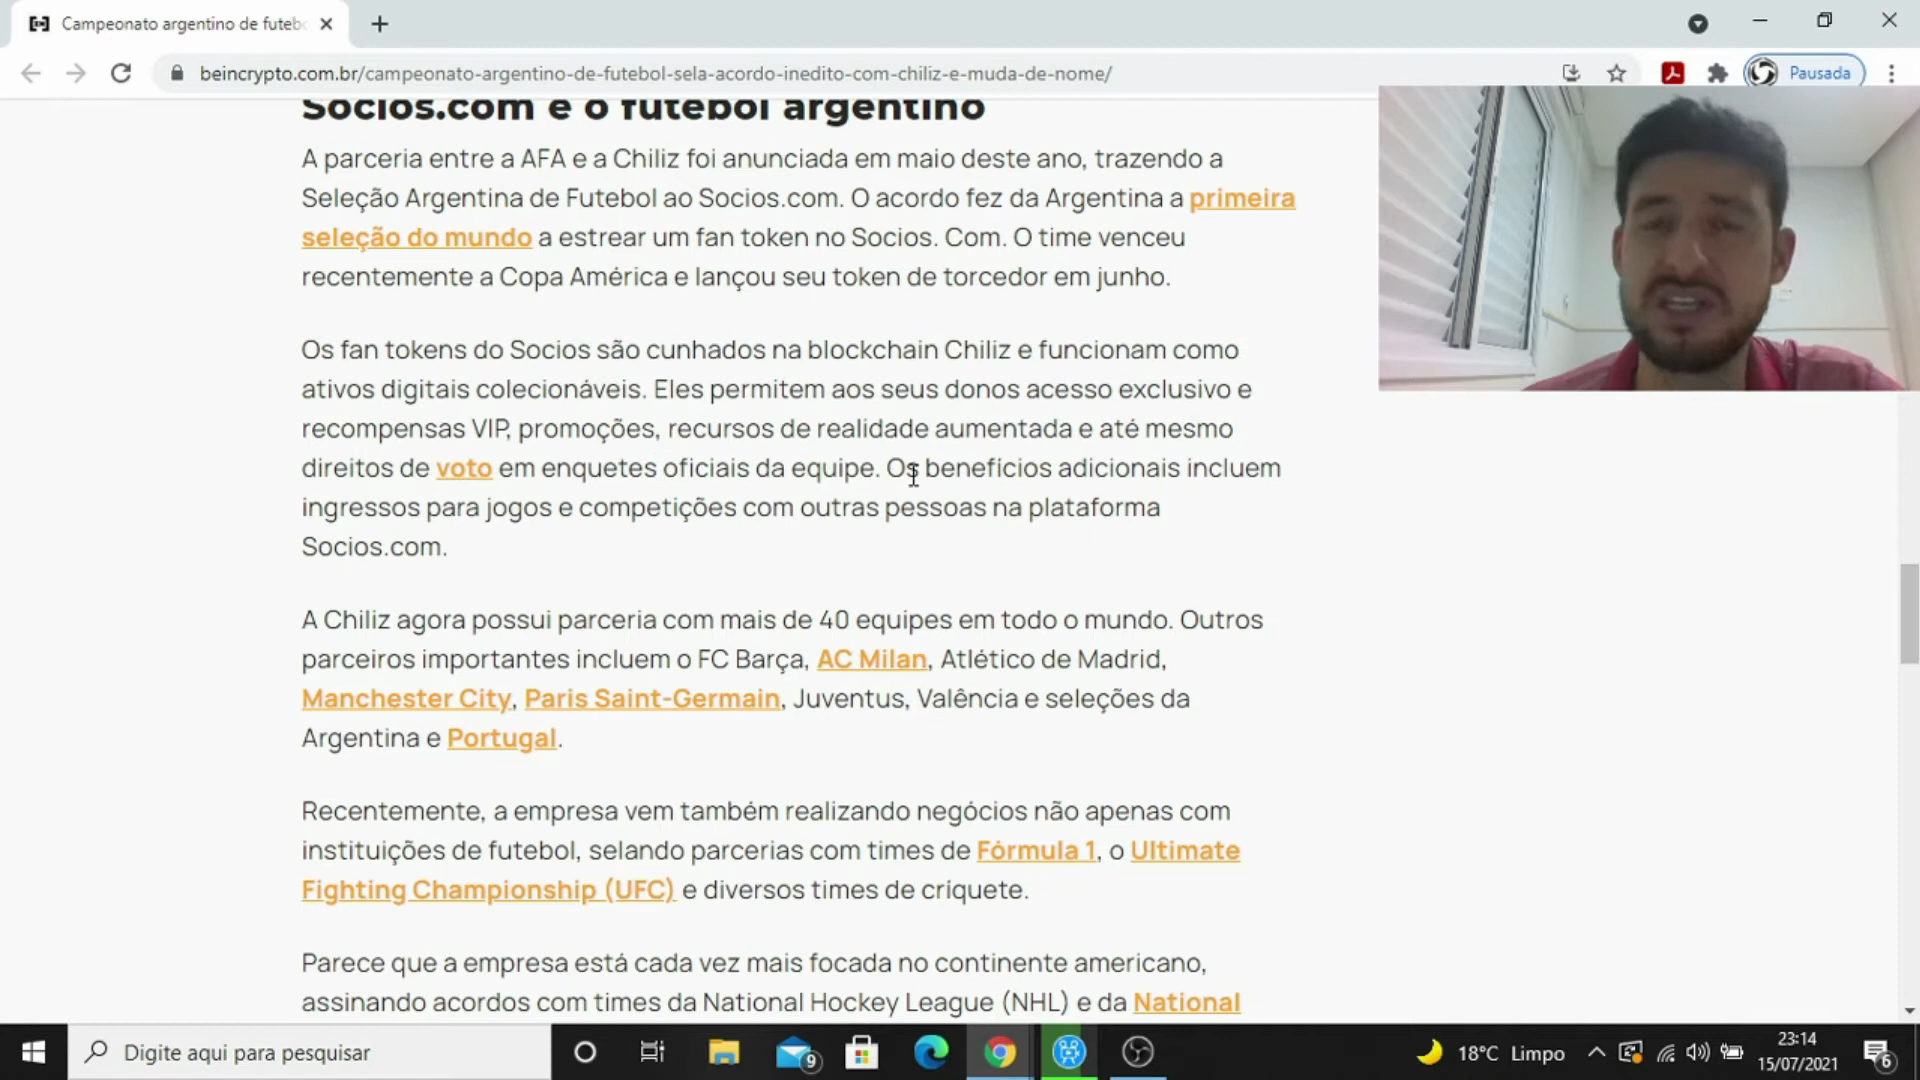 Campeonato argentino de futebo
beincrypto.com.br/campeonato-argentino-de-futebol-sela-acordo-inedito-com-chiliz-e-muda-de-nome/
Pausada
Socios.com e o futebol argentino
A parceria entre a AFA e a Chiliz foi anunciada em maio deste ano, trazendo a
Seleção Argentina de Futebol ao Socios.com. O acordo fez da Argentina a primeira
seleção do mundo a estrear um fan token no Socios. Com. O time venceu
recentemente a Copa América e lançou seu token de torcedor em junho.
Os fan tokens do Socios são cunhados na blockchain Chiliz e funcionam como
ativos digitais colecionáveis. Eles permitem aos seus donos acesso exclusivo e
recompensas VIP, promoções, recursos de realidade aumentada e até mesmo
direitos de voto em enquetes oficiais da equipe. Os benefícios adicionais incluem
ingressos para jogos e competições com outras pessoas na plataforma
Socios.com.
A Chiliz agora possui parceria com mais de 40 equipes em todo o mundo. Outros
parceiros importantes incluem o FC Barça, AC Milan, Atlético de Madrid,
Manchester City, Paris Saint-Germain, Juventus, Valência e seleções da
Argentina e Portugal.
Recentemente, a empresa vem também realizando negócios não apenas com
instituições de futebol, selando parcerias com times de Fórmula 1, o Ultimate
Fighting Championship (UFC) e diversos times de críquete.
Parece que a empresa está cada vez mais focada no continente americano,
assinando acordos com times da National Hockey League (NHL) e da National
Digite aqui para pesquisar
9
18°C Limpo
23:14
15/07/2021
6